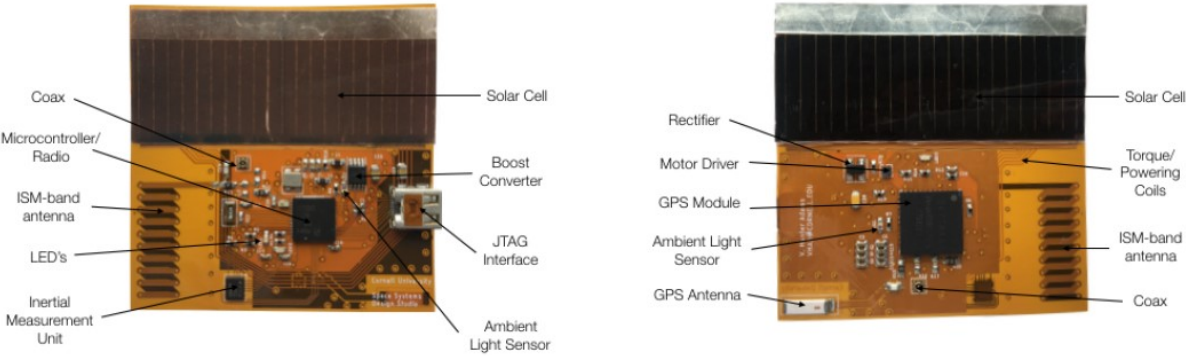 Coax
Solar Cell
Microcontroller/
Radio
Boost
Converter
ISM-band
antenna
LED's
JTAG
Interface
Inertial
Measurement
Unit
Ambient
Light Sensor
Cornell University
Space Systems
Design Studio
Rectifier
Solar Cell
Motor Driver
Torque/
Powering
Coils
GPS Module
Ambient Light
Sensor
ISM-band
antenna
GPS Antenna
Coax